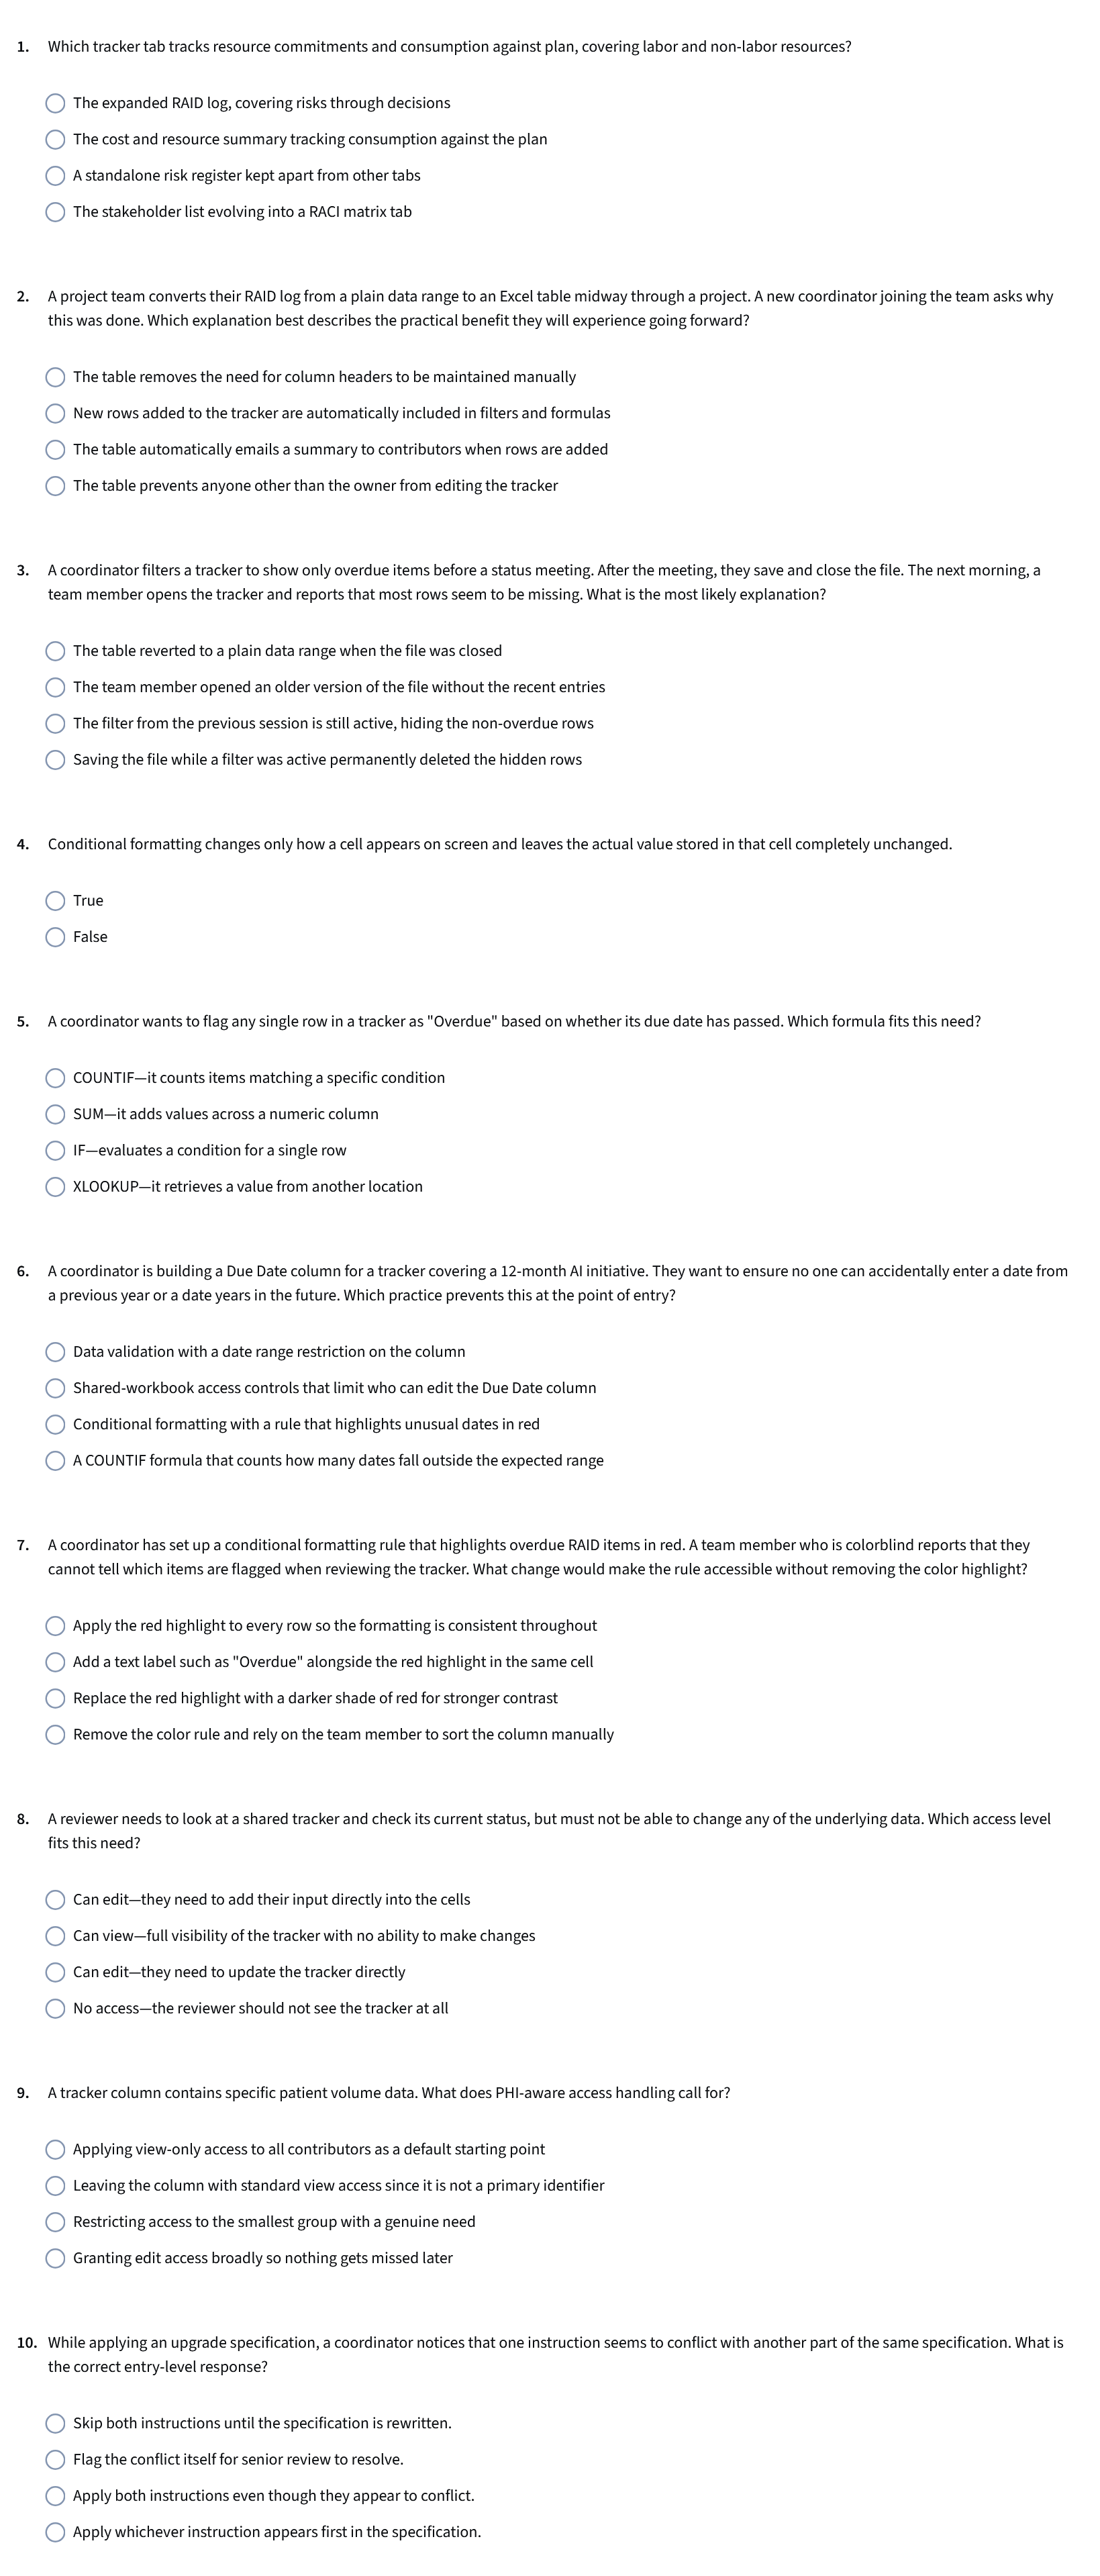 1. Which tracker tab tracks resource commitments and consumption against plan, covering labor and non-labor resources?
The expanded RAID log, covering risks through decisions
The cost and resource summary tracking consumption against the plan
A standalone risk register kept apart from other tabs
The stakeholder list evolving into a RACI matrix tab
2. A project team converts their RAID log from a plain data range to an Excel table midway through a project. A new coordinator joining the team asks why
this was done. Which explanation best describes the practical benefit they will experience going forward?
The table removes the need for column headers to be maintained manually
New rows added to the tracker are automatically included in filters and formulas
The table automatically emails a summary to contributors when rows are added
The table prevents anyone other than the owner from editing the tracker
3. A coordinator filters a tracker to show only overdue items before a status meeting. After the meeting, they save and close the file. The next morning, a
team member opens the tracker and reports that most rows seem to be missing. What is the most likely explanation?
The table reverted to a plain data range when the file was closed
The team member opened an older version of the file without the recent entries
The filter from the previous session is still active, hiding the non-overdue rows
Saving the file while a filter was active permanently deleted the hidden rows
4. Conditional formatting changes only how a cell appears on screen and leaves the actual value stored in that cell completely unchanged.
True
False
5. A coordinator wants to flag any single row in a tracker as "Overdue" based on whether its due date has passed. Which formula fits this need?
COUNTIF—it counts items matching a specific condition
SUM—it adds values across a numeric column
IF—evaluates a condition for a single row
XLOOKUP—it retrieves a value from another location
6. A coordinator is building a Due Date column for a tracker covering a 12-month AI initiative. They want to ensure no one can accidentally enter a date from
a previous year or a date years in the future. Which practice prevents this at the point of entry?
Data validation with a date range restriction on the column
Shared-workbook access controls that limit who can edit the Due Date column
Conditional formatting with a rule that highlights unusual dates in red
A COUNTIF formula that counts how many dates fall outside the expected range
7. A coordinator has set up a conditional formatting rule that highlights overdue RAID items in red. A team member who is colorblind reports that they
cannot tell which items are flagged when reviewing the tracker. What change would make the rule accessible without removing the color highlight?
Apply the red highlight to every row so the formatting is consistent throughout
Add a text label such as "Overdue" alongside the red highlight in the same cell
Replace the red highlight with a darker shade of red for stronger contrast
Remove the color rule and rely on the team member to sort the column manually
8. A reviewer needs to look at a shared tracker and check its current status, but must not be able to change any of the underlying data. Which access level
fits this need?
Can edit—they need to add their input directly into the cells
Can view—full visibility of the tracker with no ability to make changes
Can edit—they need to update the tracker directly
No access—the reviewer should not see the tracker at all
9. A tracker column contains specific patient volume data. What does PHI-aware access handling call for?
Applying view-only access to all contributors as a default starting point
Leaving the column with standard view access since it is not a primary identifier
Restricting access to the smallest group with a genuine need
Granting edit access broadly so nothing gets missed later
10. While applying an upgrade specification, a coordinator notices that one instruction seems to conflict with another part of the same specification. What is
the correct entry-level response?
Skip both instructions until the specification is rewritten.
Flag the conflict itself for senior review to resolve.
Apply both instructions even though they appear to conflict.
Apply whichever instruction appears first in the specification.